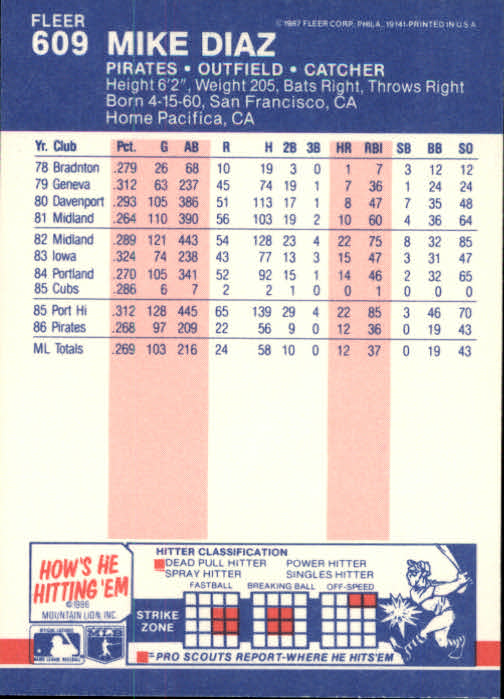 FLEER
609 MIKE DIAZ
© 1987 FLEER CORP., PHILA., 19141-PRINTED IN U.S.A.
PIRATES • OUTFIELD • CATCHER
Height 6'2", Weight 205, Bats Right, Throws Right
Born 4-15-60, San Francisco, CA
Home Pacifica, CA
Yr. Club Pct. G AB R H 2B 3B HR RBI SB BB SO
78 Bradnton .279 26 68 10 19 3 0 1 7 3 12 12
79 Geneva .312 63 237 45 74 19 1 7 36 1 24 24
80 Davenport .293 105 386 51 113 17 1 8 47 7 35 48
81 Midland .264 110 390 56 103 19 2 10 60 4 36 64
82 Midland .289 121 443 54 128 23 4 22 75 8 32 85
83 Iowa .324 74 238 43 77 13 3 15 47 3 31 47
84 Portland .270 105 341 52 92 15 1 14 46 2 32 65
85 Cubs .286 6 7 2 2 1 0 0 1 0 0 0
85 Port Hi .312 128 445 65 139 29 4 22 85 3 46 70
86 Pirates .268 97 209 22 56 9 0 12 36 0 19 43
ML Totals .269 103 216 24 58 10 0 12 37 0 19 43
HOW'S HE
HITTING 'EM
© 1986
MOUNTAIN LION, INC.
HITTER CLASSIFICATION
DEAD PULL HITTER POWER HITTER
SPRAY HITTER SINGLES HITTER
FASTBALL BREAKING BALL OFF-SPEED
STRIKE
ZONE
=PRO SCOUTS REPORT-WHERE HE HITS'EM